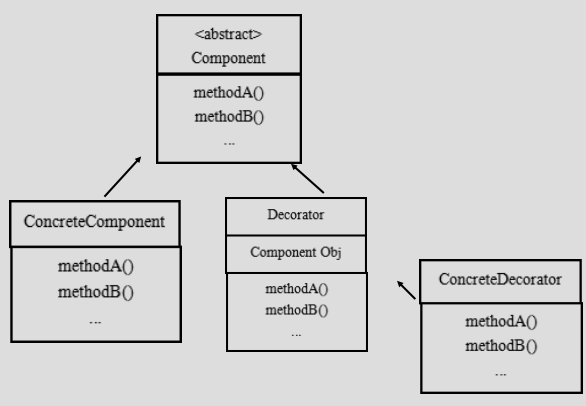 <abstract>
Component
methodA()
methodB()
...
ConcreteComponent
methodA()
methodB()
...
Decorator
Component Obj
methodA()
methodB()
...
ConcreteDecorator
methodA()
methodB()
...